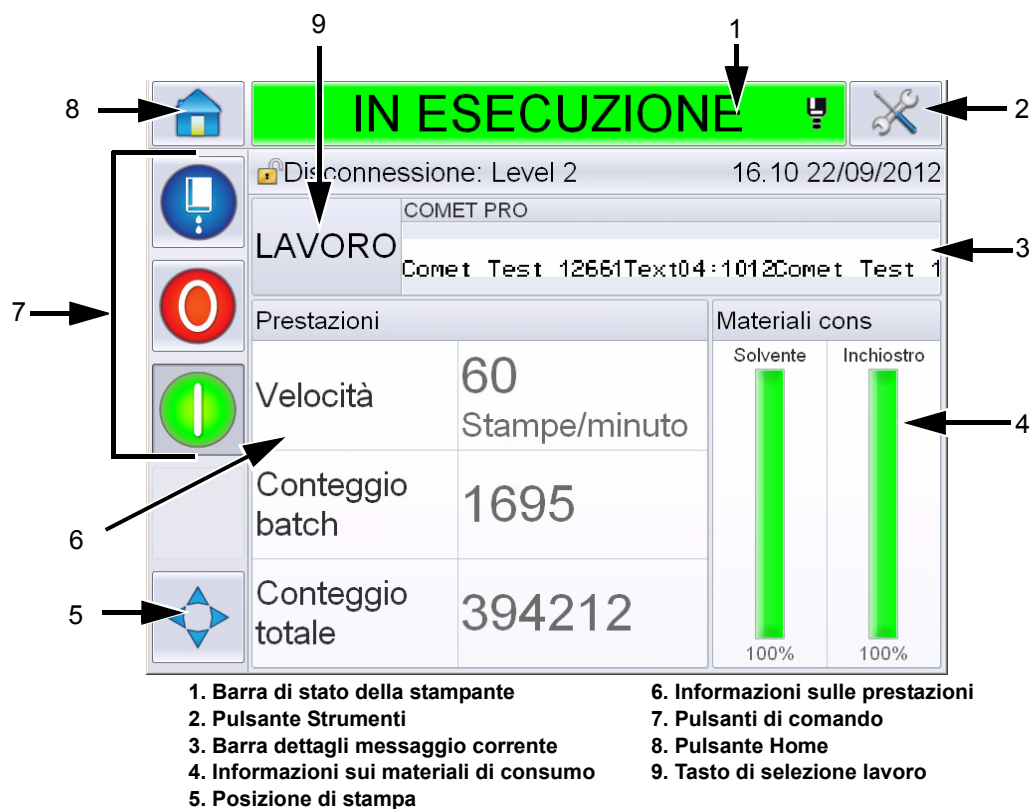 9
1
8
IN ESECUZIONE
2
Disconnessione: Level 2 16.10 22/09/2012
COMET PRO
LAVORO
Comet Test 12661Text04:1012Comet Test 1
3
7
Prestazioni
Materiali cons
Solvente Inchiostro
Velocità
60
Stampe/minuto
4
Conteggio
batch
1695
6
Conteggio
totale
394212
5
100% 100%
1. Barra di stato della stampante
2. Pulsante Strumenti
3. Barra dettagli messaggio corrente
4. Informazioni sui materiali di consumo
5. Posizione di stampa
6. Informazioni sulle prestazioni
7. Pulsanti di comando
8. Pulsante Home
9. Tasto di selezione lavoro